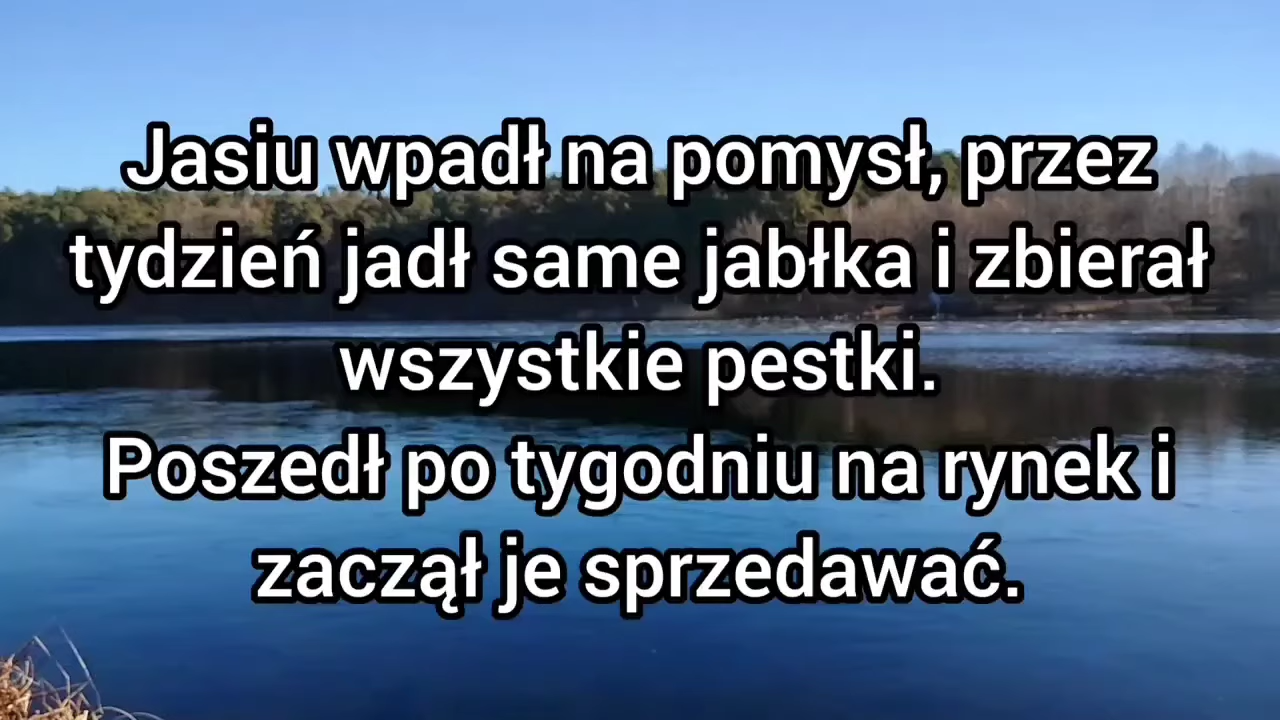 Jasiu wpadł na pomysł, przez
tydzień jadł same jabłka i zbierał
wszystkie pestki.
Poszedł po tygodniu na rynek i
zaczął je sprzedawać.